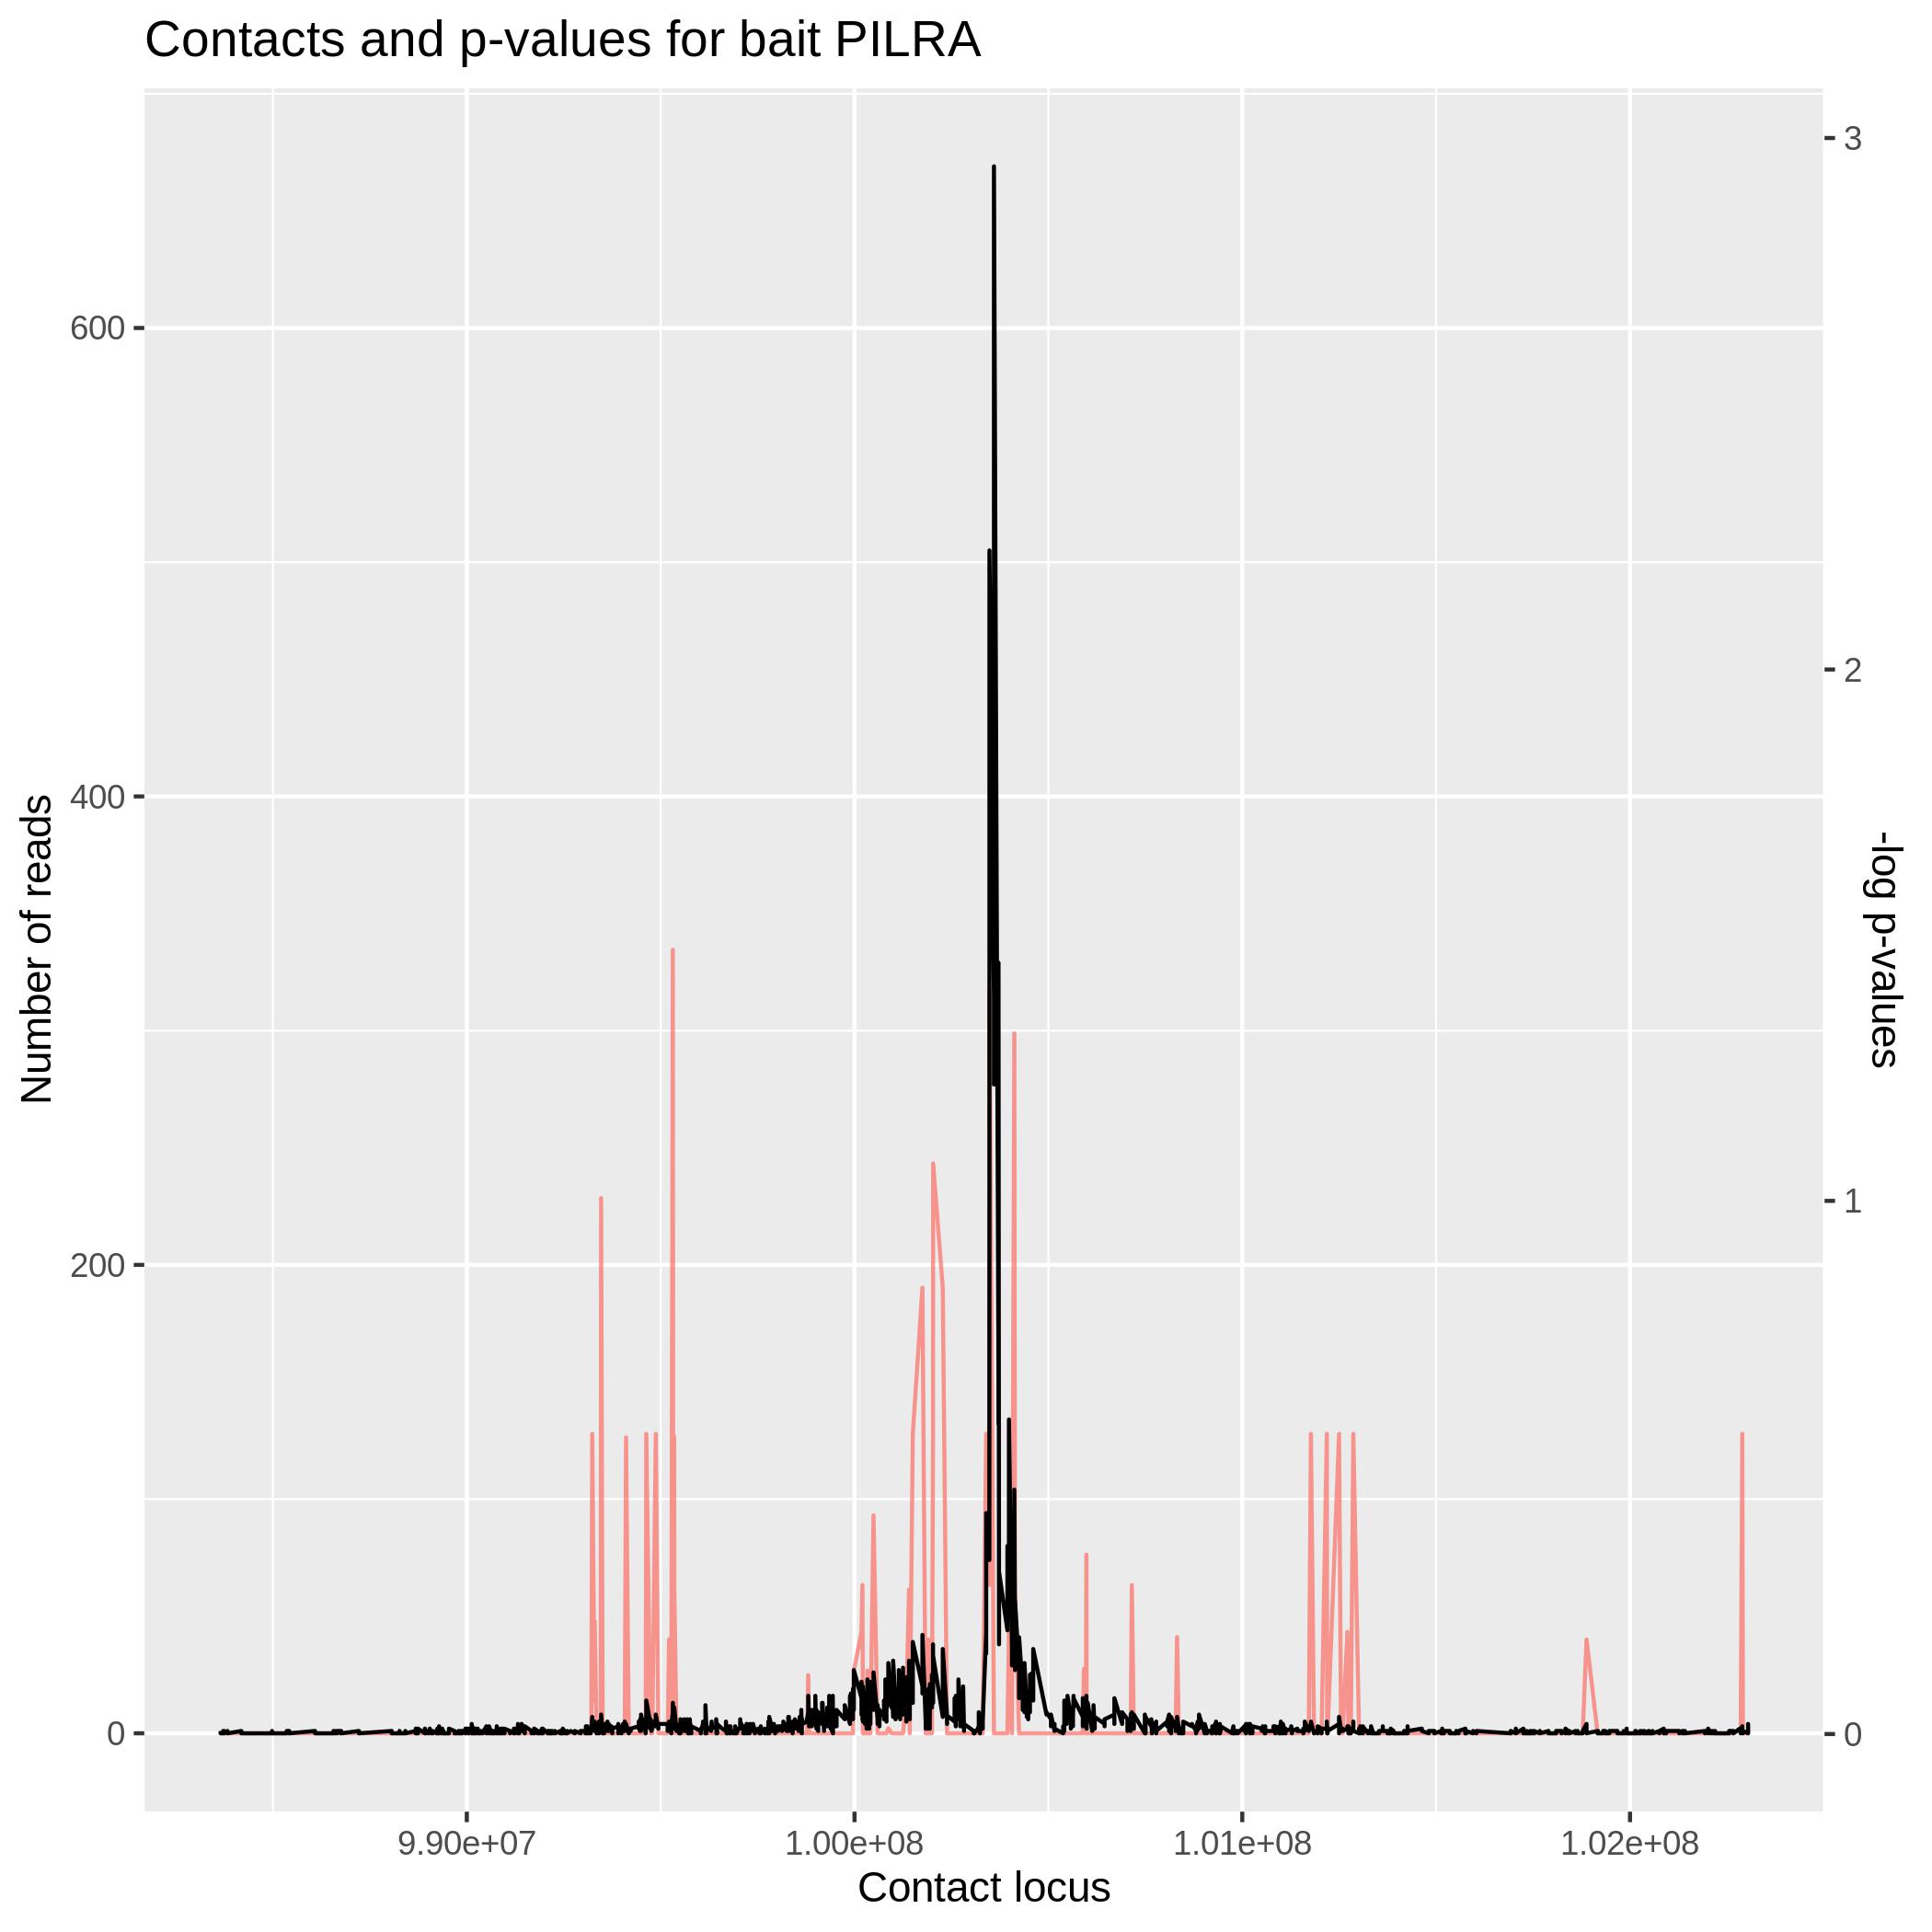 Contacts and p-values for bait PILRA
3
600
2
400
Number of reads
-log p-values
1
200
0
0
9.90e+07
1.00e+08
1.01e+08
1.02e+08
Contact locus